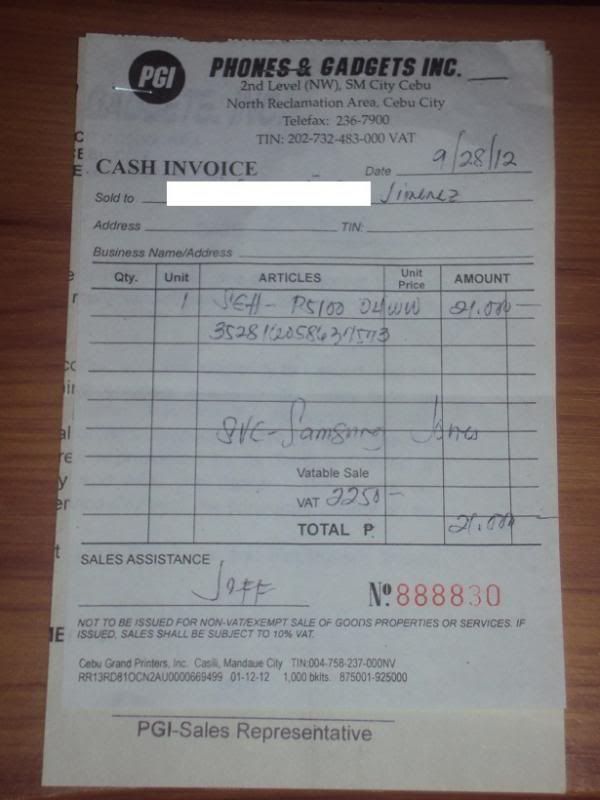 PGI PHONES & GADGETS INC.
2nd Level (NW), SM City Cebu
North Reclamation Area, Cebu City
Telefax: 236-7900
TIN: 202-732-483-000 VAT
CASH INVOICE Date 9/28/12
Sold to Jimenez
Address TIN:
Business Name/Address
Qty. Unit ARTICLES Unit Price AMOUNT
1 P5100 04WW 21.000
SVC-Samsung Jones
Vatable Sale
VAT 2250-
TOTAL ₱ 21.000
SALES ASSISTANCE
Jeff
Nº 888830
NOT TO BE ISSUED FOR NON-VAT/EXEMPT SALE OF GOODS PROPERTIES OR SERVICES. IF
ISSUED, SALES SHALL BE SUBJECT TO 10% VAT.
Cebu Grand Printers, Inc. Casili, Mandaue City TIN:004-758-237-000NV
RR13RD81OCN2AU0000669499 01-12-12 1,000 bkits. 875001-925000
PGI-Sales Representative